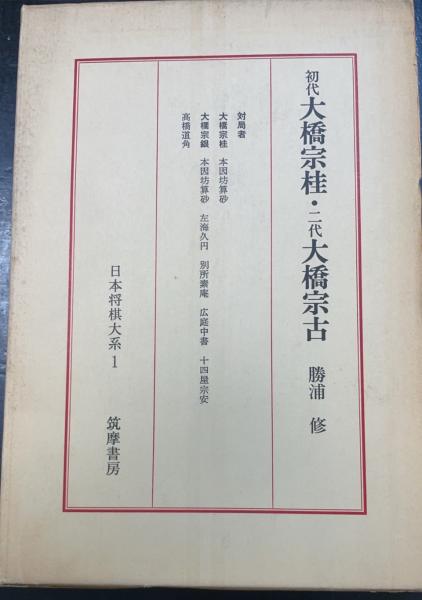 初代大橋宗桂・二代大橋宗古 勝浦 修
対局者
大橋宗桂 本因坊算砂
大橋宗銀 本因坊算砂 左海久円 別所素庵 広庭中書 十四屋宗安
高橋道角
日本将棋大系1 筑摩書房